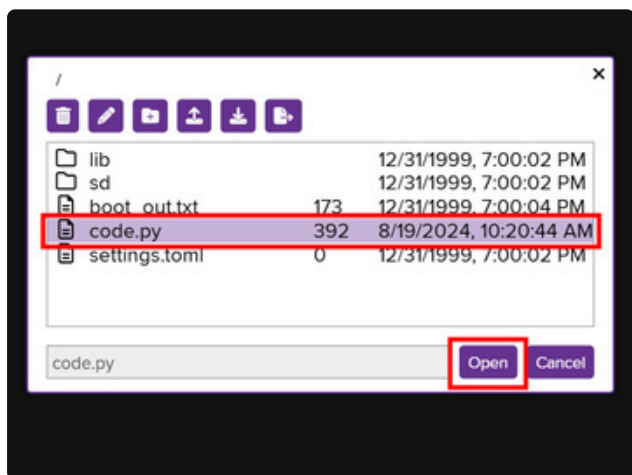 /
×
lib 12/31/1999, 7:00:02 PM
sd 12/31/1999, 7:00:02 PM
boot_out.txt 173 12/31/1999, 7:00:04 PM
code.py 392 8/19/2024, 10:20:44 AM
settings.toml 0 12/31/1999, 7:00:02 PM
code.py Open Cancel